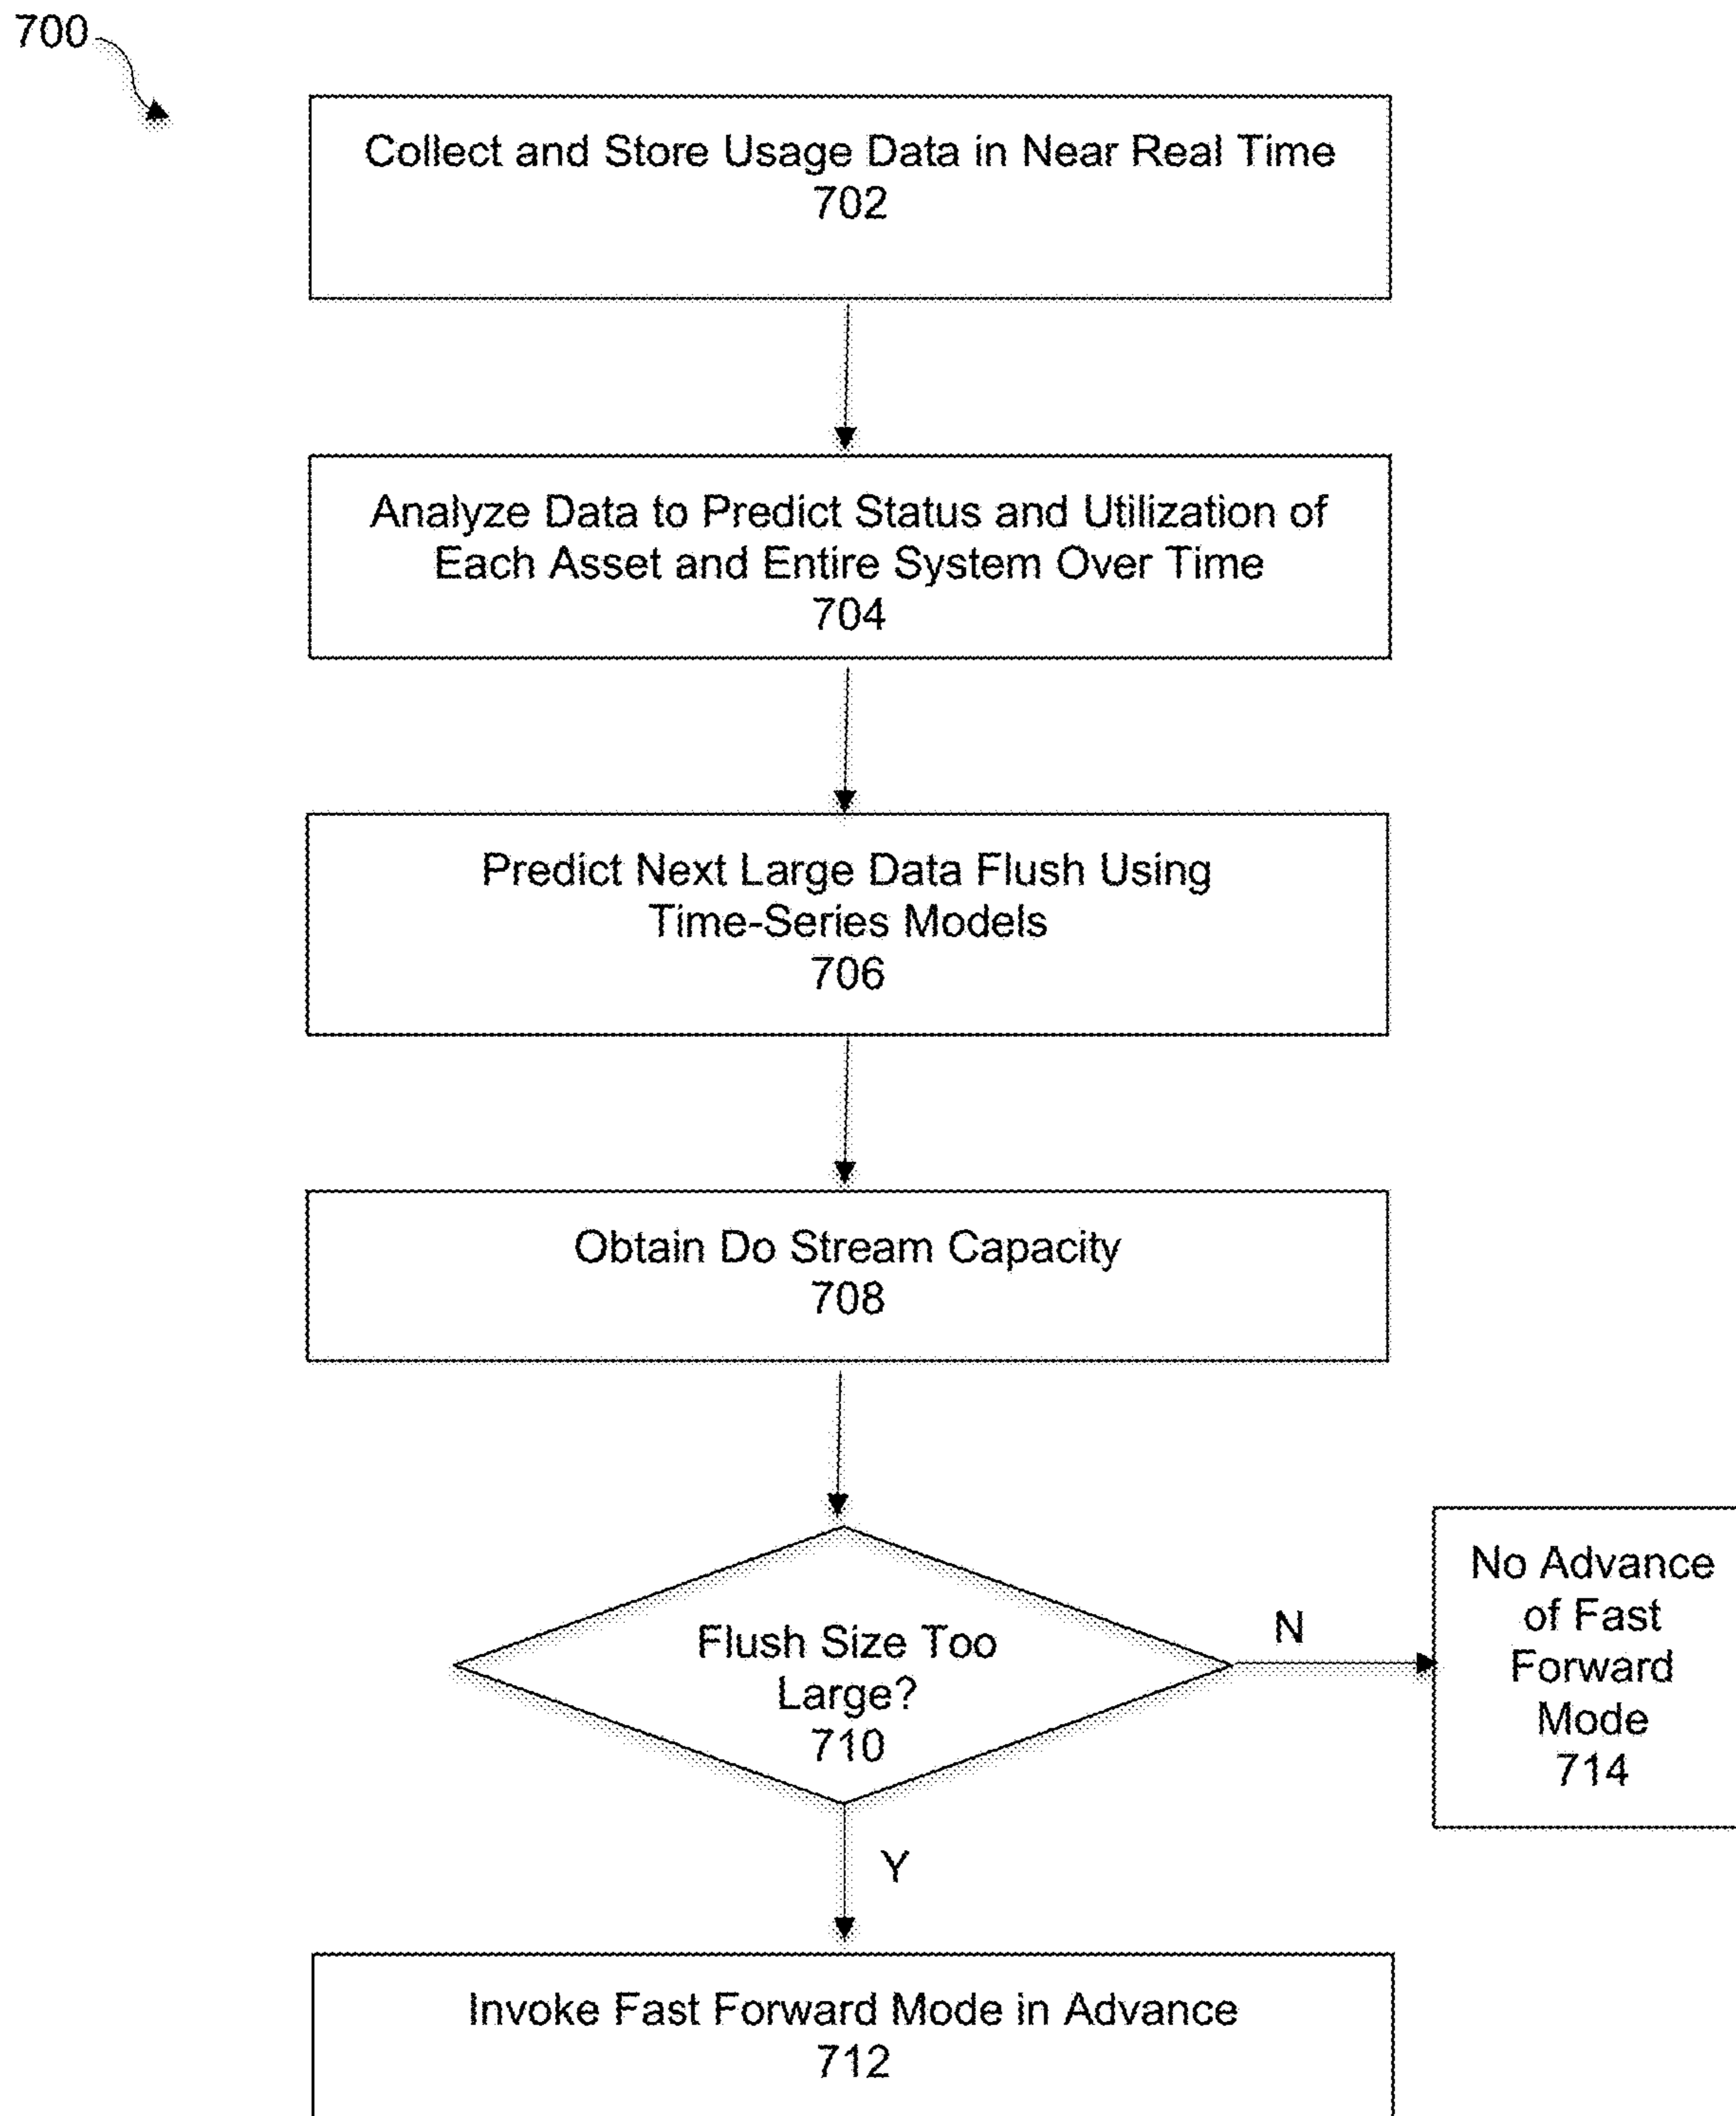 700
Collect and Store Usage Data in Near Real Time
702
Analyze Data to Predict Status and Utilization of
Each Asset and Entire System Over Time
704
Predict Next Large Data Flush Using
Time-Series Models
706
Obtain Do Stream Capacity
708
Flush Size Too
Large?
710
N
No Advance
of Fast
Forward
Mode
714
Y
Invoke Fast Forward Mode in Advance
712